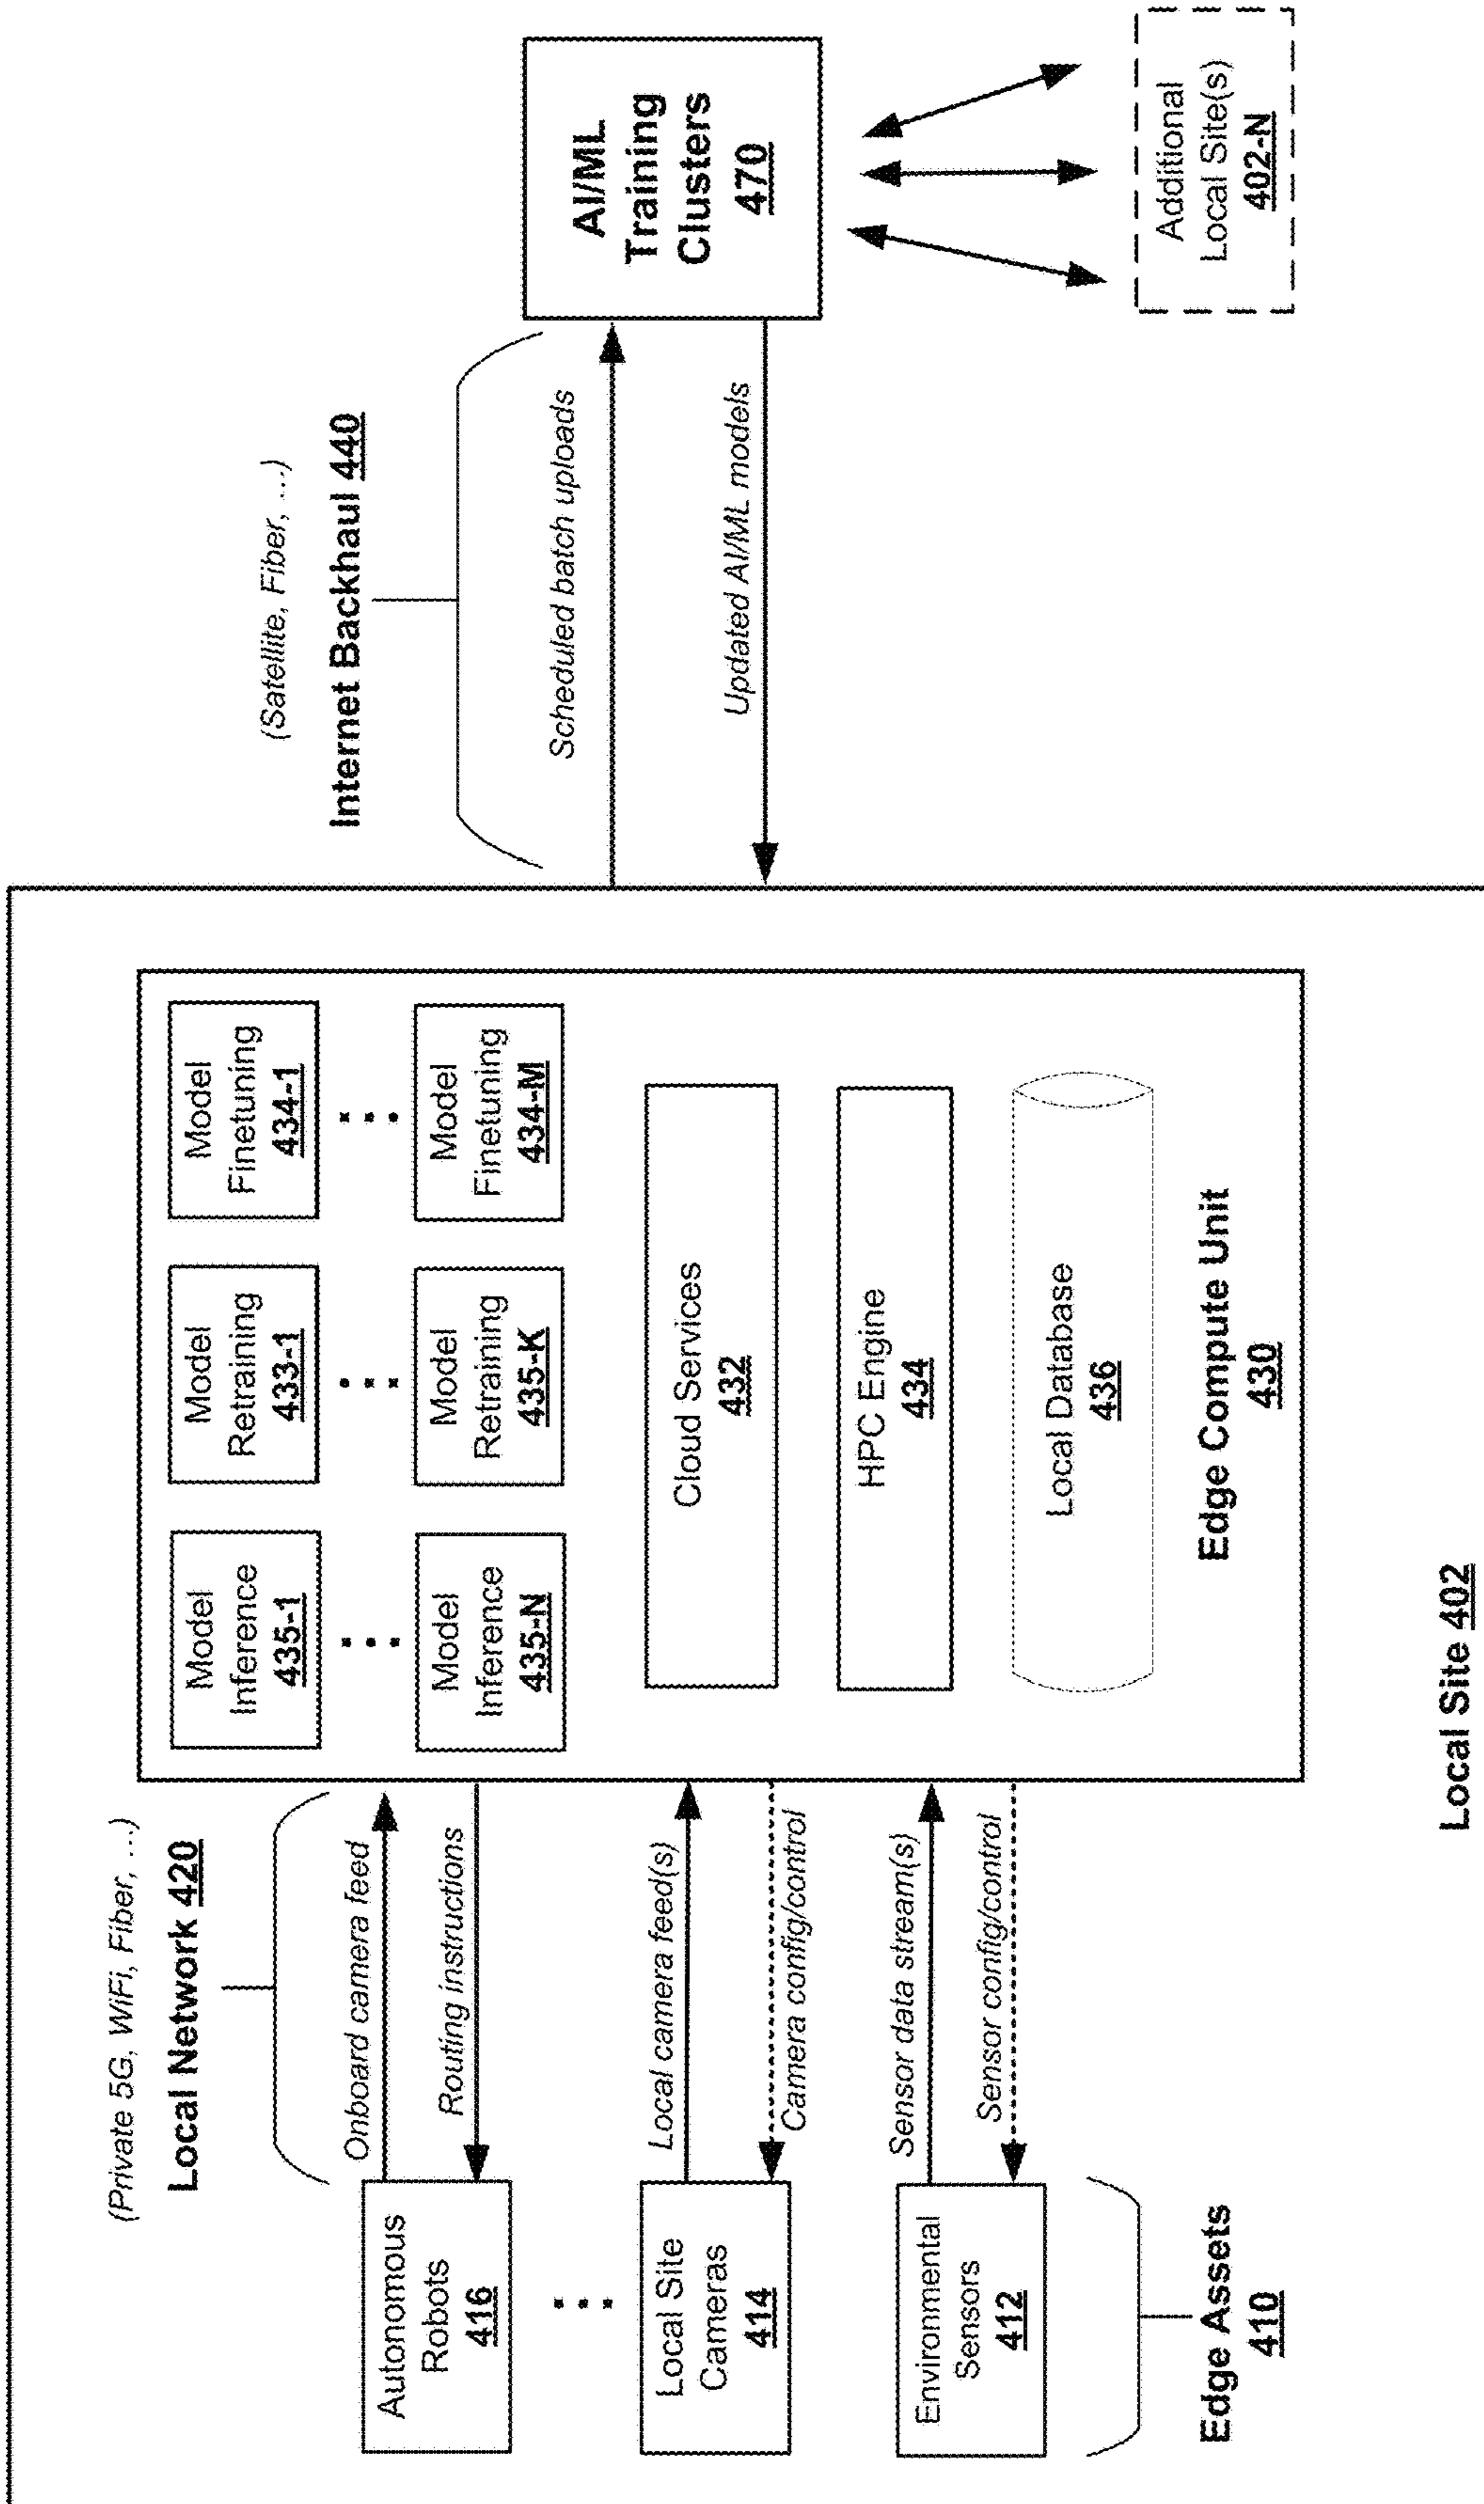 (Private 5G, WiFi, Fiber, ...)
Local Network 420
Autonomous
Robots
416
Onboard camera feed
Routing instructions
Local Site
Cameras
414
Local camera feed(s)
Camera config/control
Environmental
Sensors
412
Sensor data stream(s)
Sensor config/control
Edge Assets
410
Model
Inference
435-1
Model
Retraining
433-1
Model
Finetuning
434-1
Model
Inference
435-N
Model
Retraining
435-K
Model
Finetuning
434-M
Cloud Services
432
HPC Engine
434
Local Database
436
Edge Compute Unit
430
Local Site 402
(Satellite, Fiber, ...)
Internet Backhaul 440
Scheduled batch uploads
Updated AI/ML models
AI/ML
Training
Clusters
470
Additional
Local Site(s)
402-N